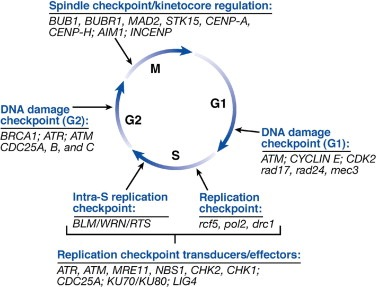 Spindle checkpoint/kinetocore regulation:
BUB1, BUBR1, MAD2, STK15, CENP-A,
CENP-H; AIM1; INCENP
M
G1
G2
S
DNA damage
checkpoint (G2):
BRCA1; ATR; ATM
CDC25A, B, and C
DNA damage
checkpoint (G1):
ATM; CYCLIN E; CDK2
rad17, rad24, mec3
Intra-S replication
checkpoint:
BLM/WRN/RTS
Replication
checkpoint:
rcf5, pol2, drc1
Replication checkpoint transducers/effectors:
ATR, ATM, MRE11, NBS1, CHK2, CHK1;
CDC25A; KU70/KU80; LIG4